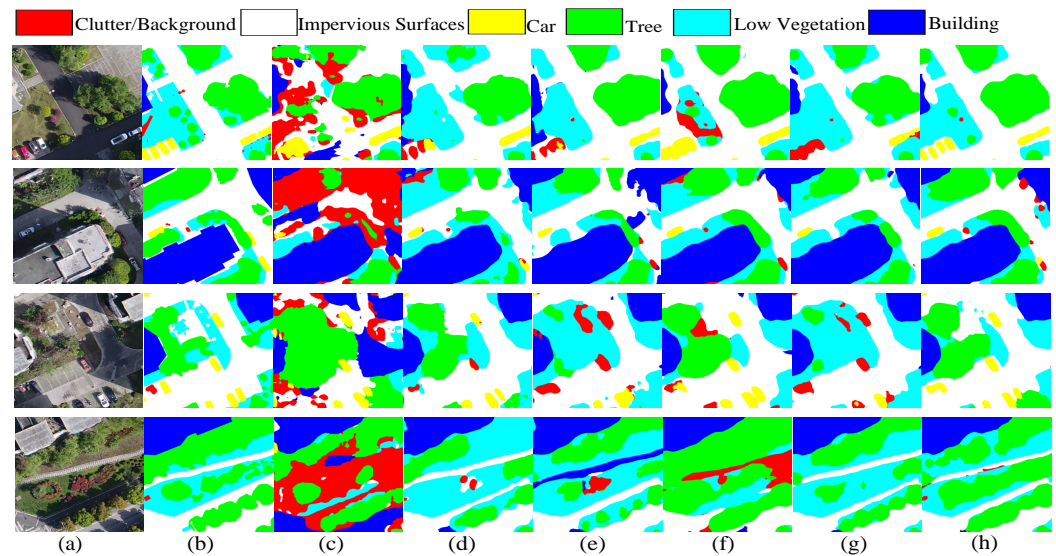 Clutter/Background Impervious Surfaces Car Tree Low Vegetation Building
(a) (b) (c) (d) (e) (f) (g) (h)